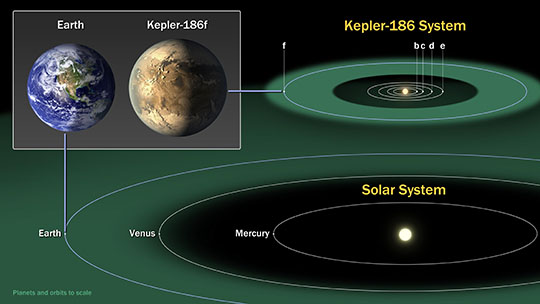 Earth
Kepler-186f
Kepler-186 System
f
b c d e
Solar System
Earth
Venus
Mercury
Planets and orbits to scale